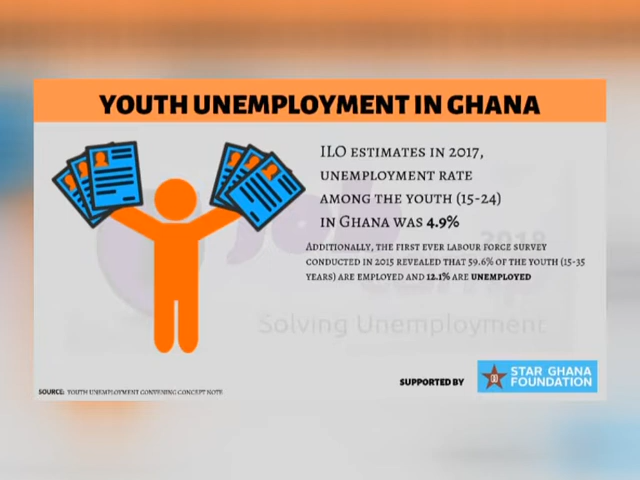 YOUTH UNEMPLOYMENT IN GHANA
ILO ESTIMATES IN 2017,
UNEMPLOYMENT RATE
AMONG THE YOUTH (15-24)
IN GHANA WAS 4.9%
ADDITIONALLY, THE FIRST EVER LABOUR FORCE SURVEY
CONDUCTED IN 2015 REVEALED THAT 59.6% OF THE YOUTH (15-35
YEARS) ARE EMPLOYED AND 12.1% ARE UNEMPLOYED
2018
Job
camp
Solving Unemployment
SUPPORTED BY
STAR GHANA
FOUNDATION
SOURCE: YOUTH UNEMPLOYMENT CONVENING CONCEPT NOTE